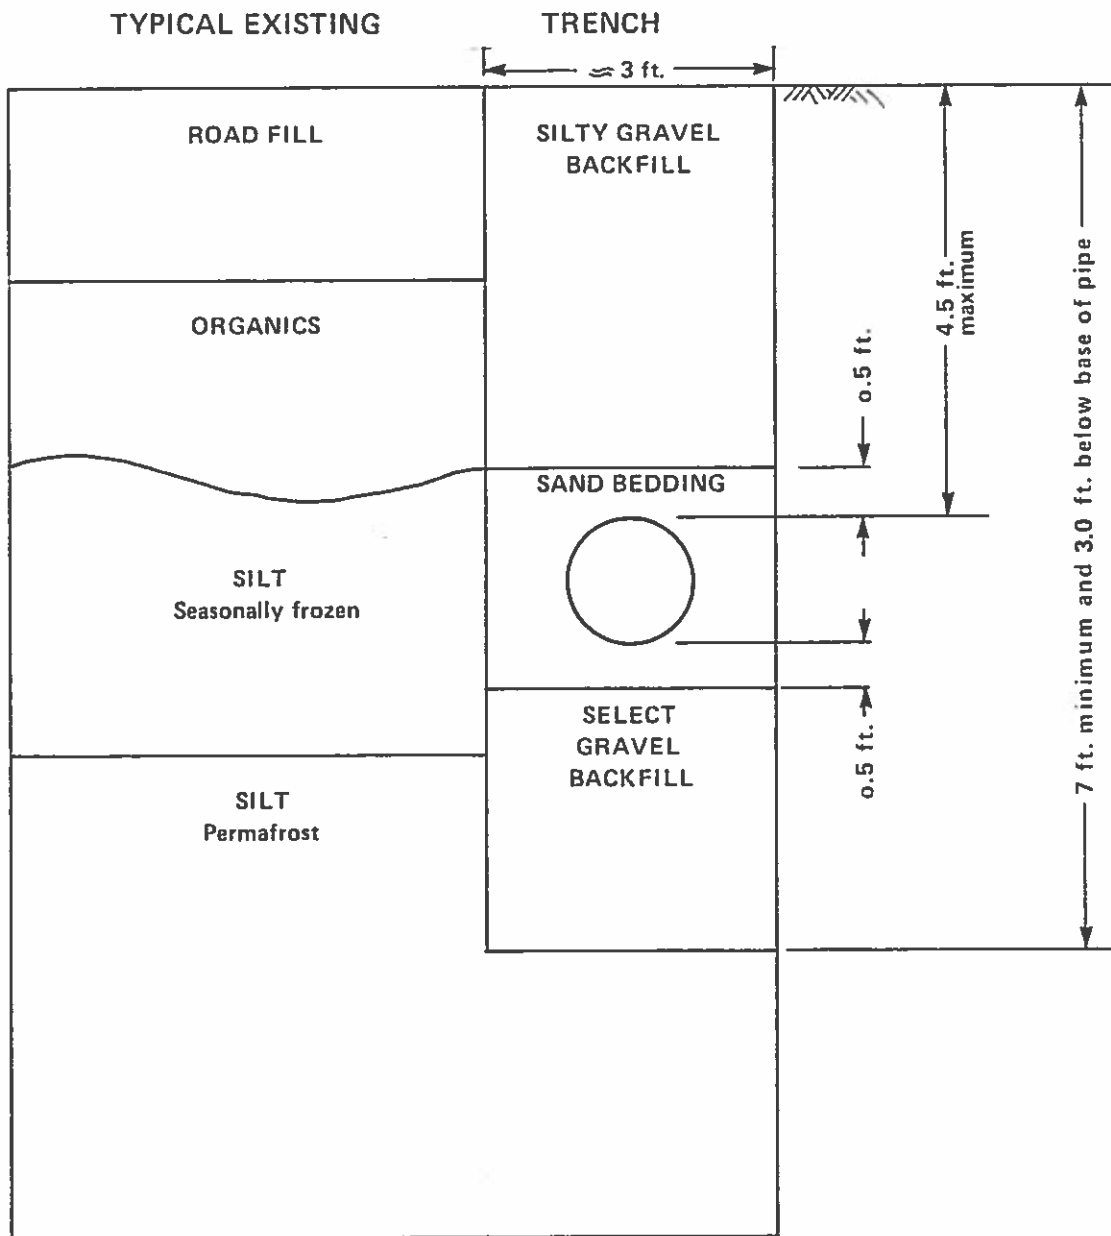 TYPICAL EXISTING
TRENCH
≈ 3 ft.
ROAD FILL
SILTY GRAVEL
BACKFILL
ORGANICS
4.5 ft.
maximum
o.5 ft.
SAND BEDDING
SILT
Seasonally frozen
7 ft. minimum and 3.0 ft. below base of pipe
SELECT
GRAVEL
BACKFILL
o.5 ft.
SILT
Permafrost